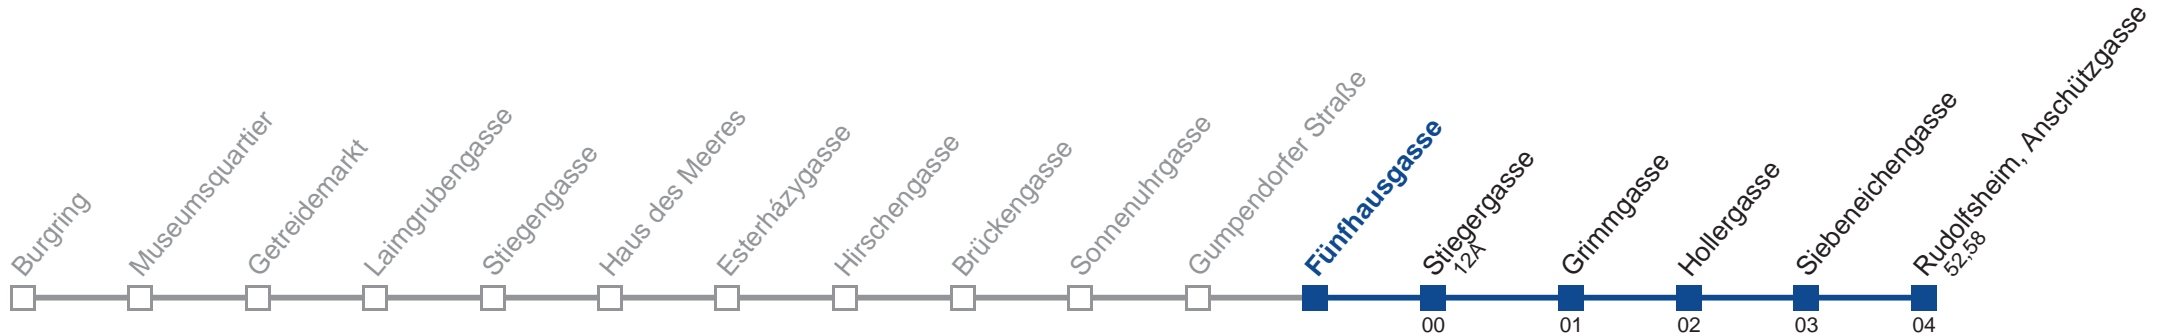 Burgring
Museumsquartier
Getreidemarkt
Laimgrubengasse
Stiegengasse
Haus des Meeres
Esterházygasse
Hirschengasse
Brückengasse
Sonnenuhrgasse
Gumpendorfer Straße
Fünfhausgasse
Stiegergasse
12A
Grimmgasse
Hollergasse
Siebeneichengasse
Rudolfsheim, Anschützgasse
52,58
00
01
02
03
04